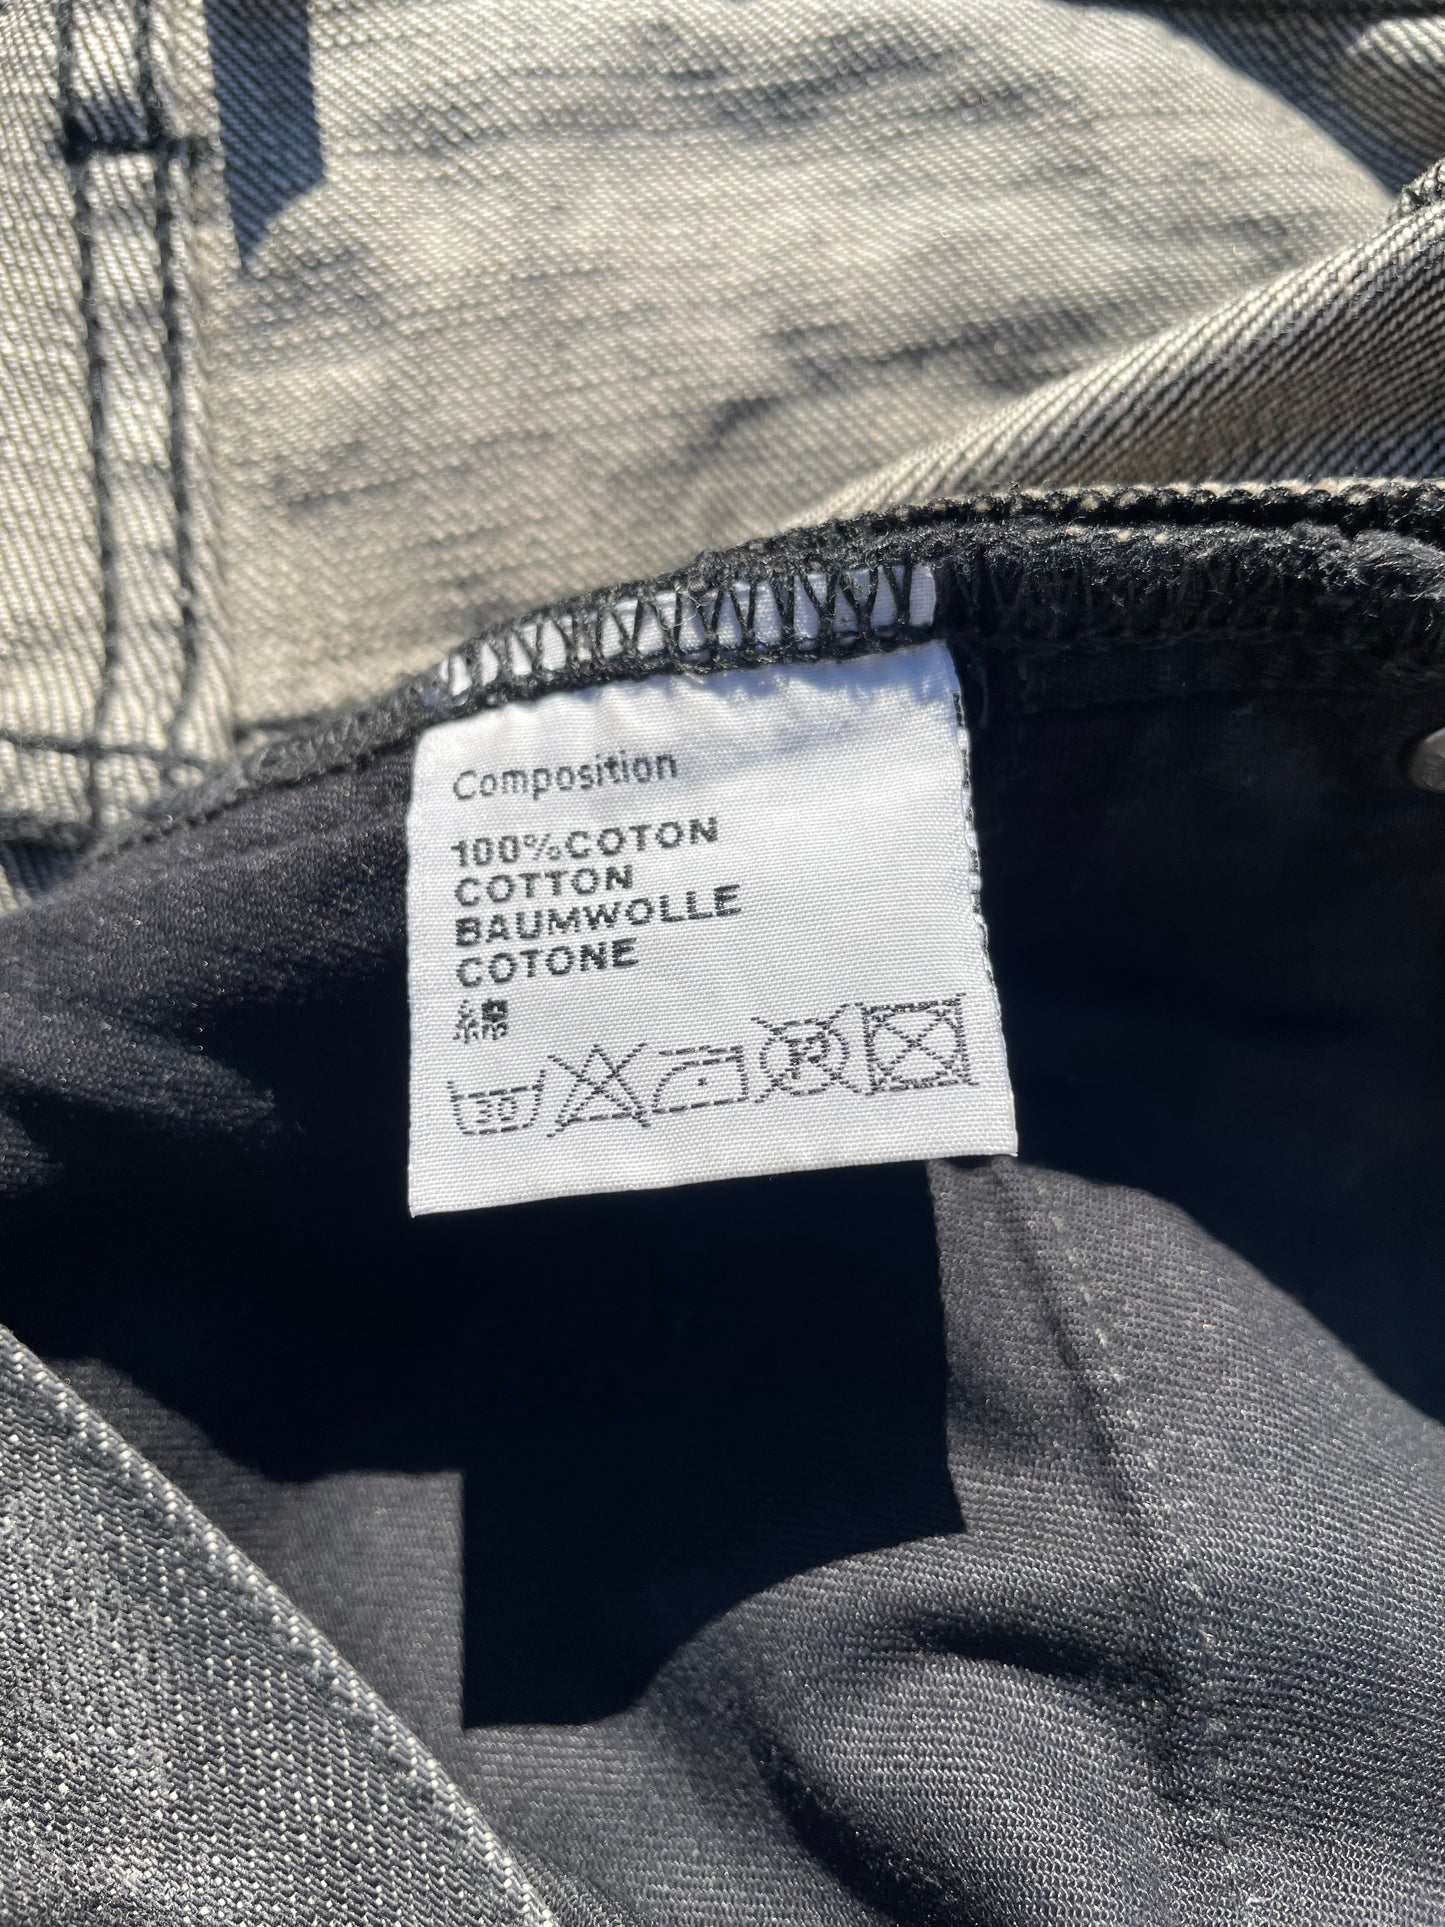 Composition
100%COTON
COTTON
BAUMWOLLE
COTONE
綿
30